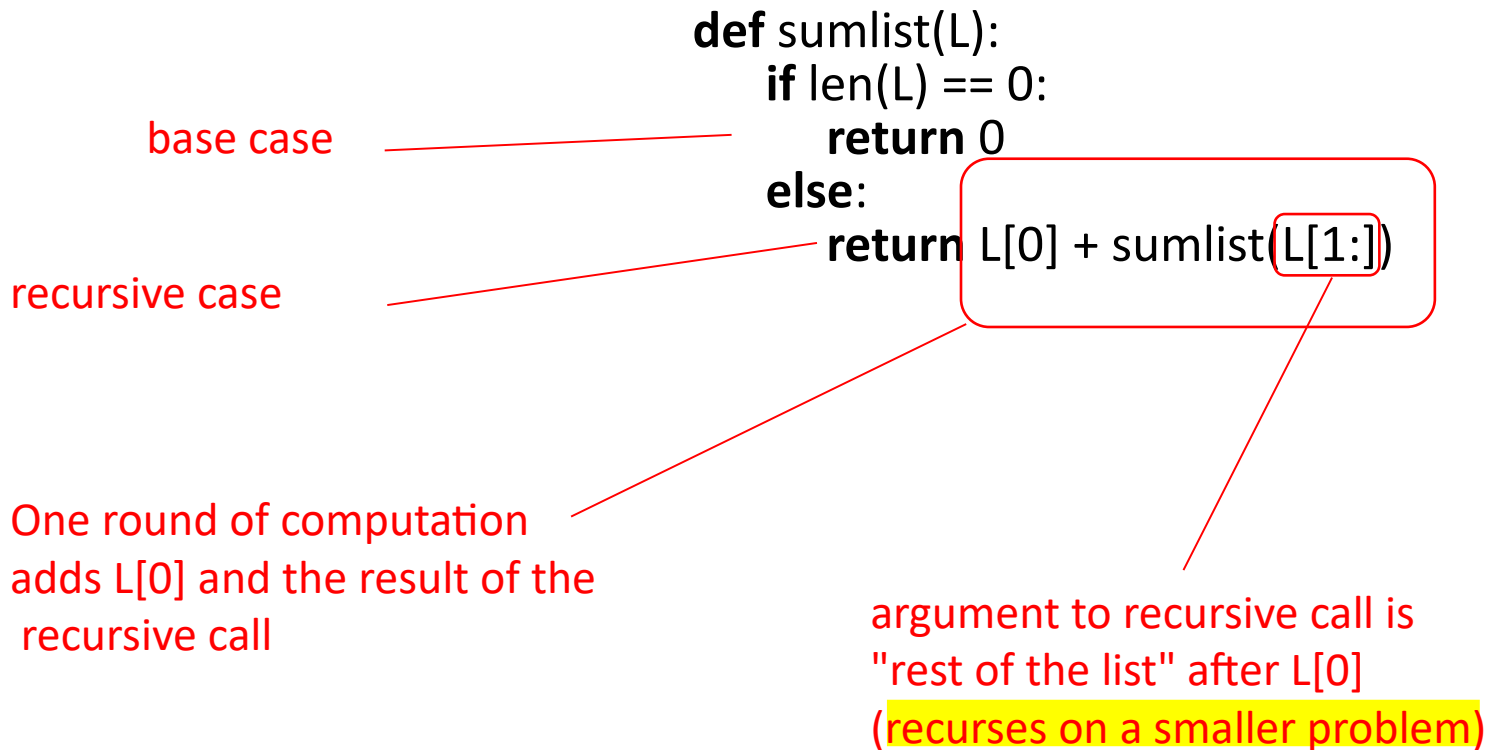 def sumlist(L):
if len(L) == 0:
base case
return 0
else:
return L[0] + sumlist(L[1:])
recursive case
One round of computation
adds L[0] and the result of the
recursive call
argument to recursive call is
"rest of the list" after L[0]
(recurses on a smaller problem)